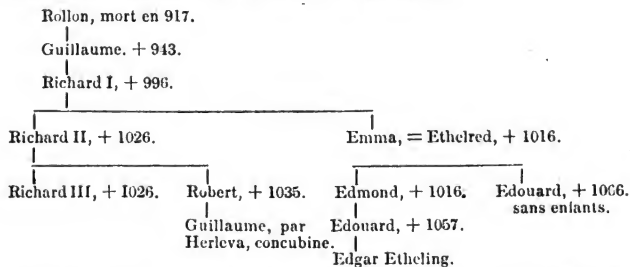 Rollon, mort en 917.
Guillaume. + 943.
Richard I, + 996.
Richard II, + 1026.
Emma, = Ethelred, + 1016.
Richard III, + 1026.
Robert, + 1035.
Edmond, + 1016.
Edouard, + 1066.
sans enfants.
Guillaume, par
Herleva, concubine.
Edouard, + 1057.
Edgar Etheling.